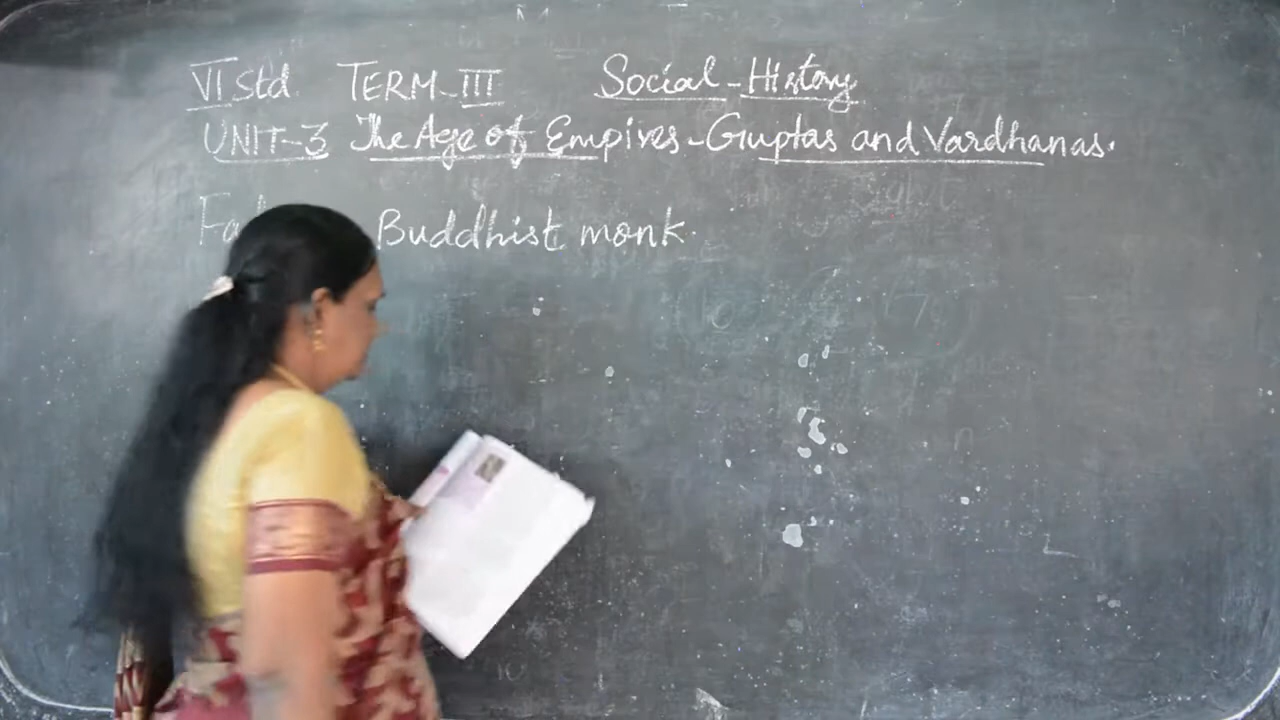 VI Std. TERM-III Social-History
UNIT-3 The Age of Empires-Guptas and Vardhanas.
Buddhist monk.